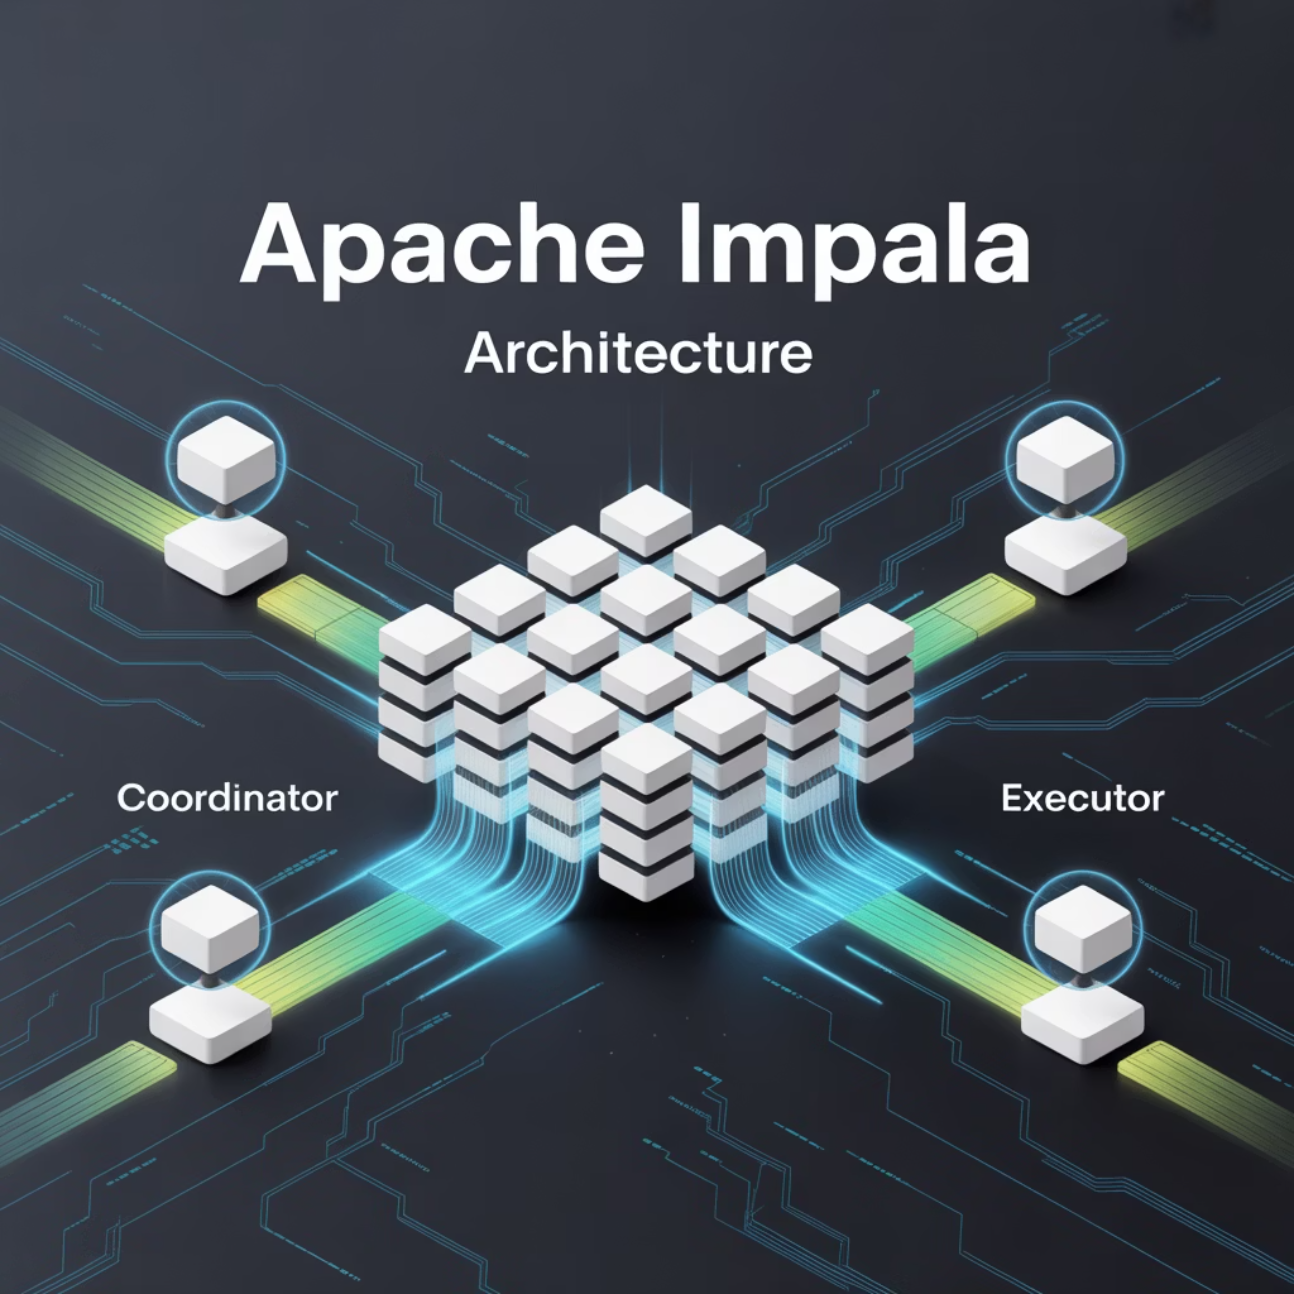 Apache Impala
Architecture
Coordinator
Executor